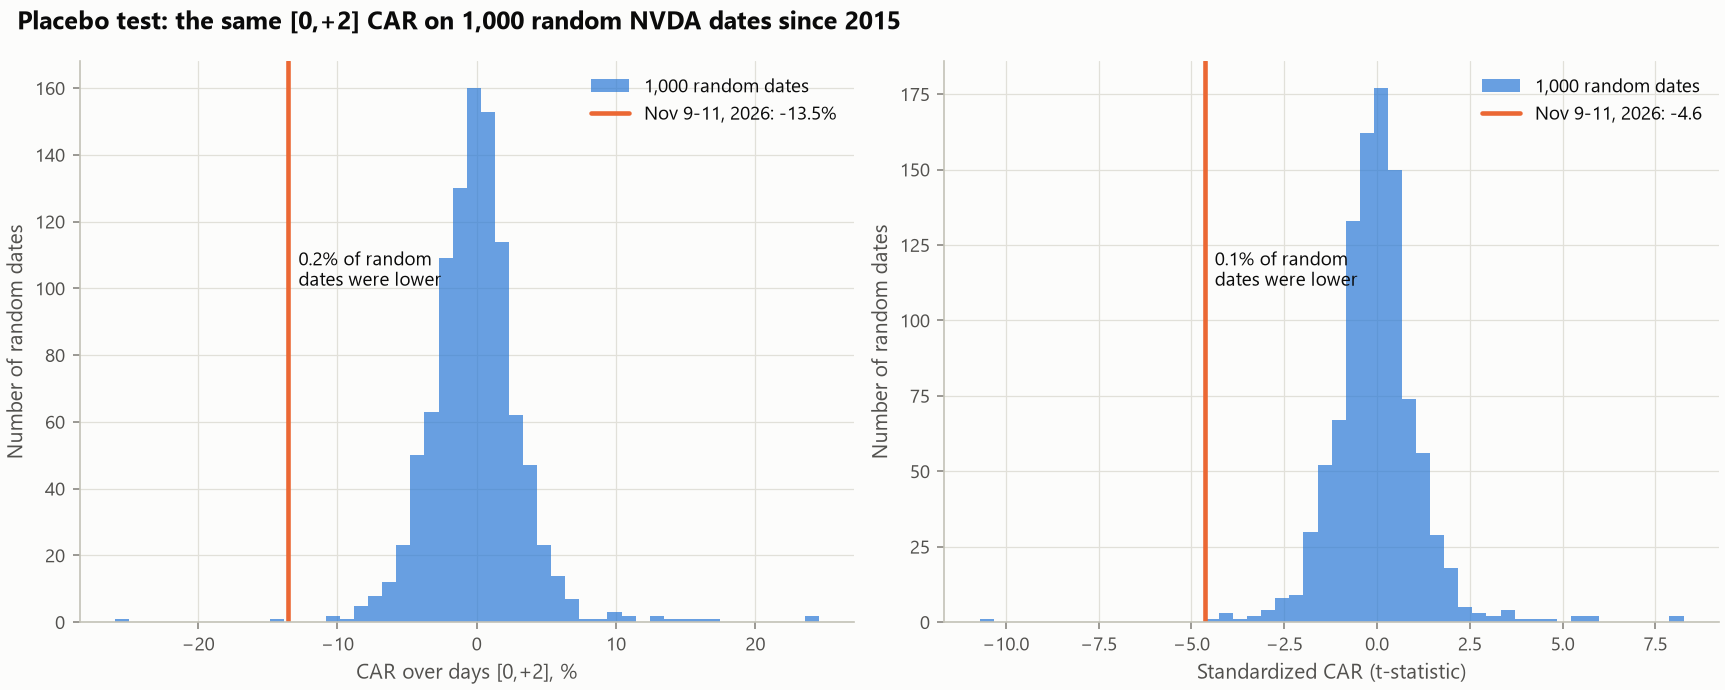 Placebo test: the same [0,+2] CAR on 1,000 random NVDA dates since 2015
Number of random dates
160
140
120
100
80
60
40
20
0
1,000 random dates
Nov 9-11, 2026: -13.5%
0.2% of random
dates were lower
−20
−10
0
10
20
CAR over days [0,+2], %
Number of random dates
175
150
125
100
75
50
25
0
1,000 random dates
Nov 9-11, 2026: -4.6
0.1% of random
dates were lower
−10.0
−7.5
−5.0
−2.5
0.0
2.5
5.0
7.5
Standardized CAR (t-statistic)